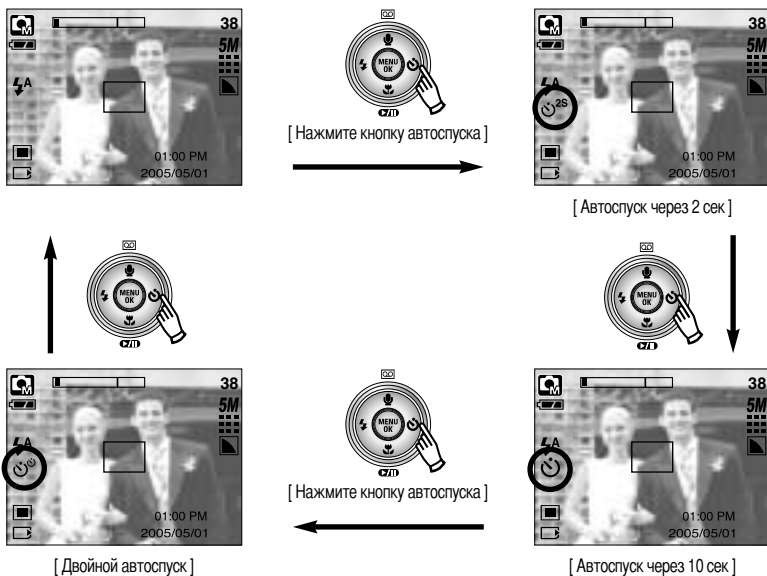 38
5M
A
M
01:00 PM
2005/05/01
MENU
OK
[ Нажмите кнопку автоспуска ]
38
5M
A
M
2S
01:00 PM
2005/05/01
[ Автоспуск через 2 сек ]
MENU
OK
MENU
OK
38
5M
A
M
01:00 PM
2005/05/01
[ Двойной автоспуск ]
MENU
OK
[ Нажмите кнопку автоспуска ]
38
5M
A
M
01:00 PM
2005/05/01
[ Автоспуск через 10 сек ]